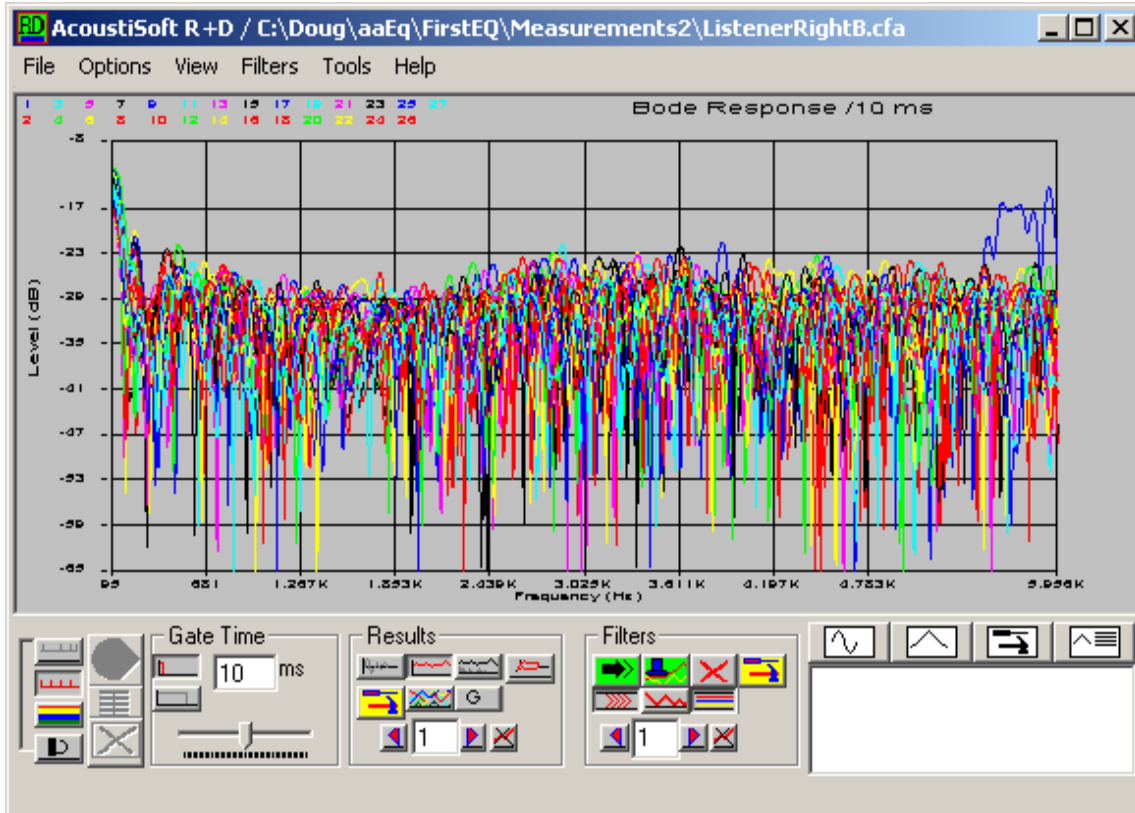 AcoustiSoft R+D / C:\Doug\aaEq\FirstEQ\Measurements2\ListenerRightB.cfa
File Options View Filters Tools Help
1 3 5 7 9 11 13 15 17 19 21 23 25 27
2 4 6 8 10 12 14 16 18 20 22 24 26
Bode Response /10 ms
-8
-17
-23
-29
-35
-41
-47
-53
-59
-65
Level (dB)
95 681 1.267K 1.853K 2.439K 3.025K 3.611K 4.197K 4.783K 5.956K
Frequency (Hz)
Gate Time
10 ms
Results
G
1
Filters
1